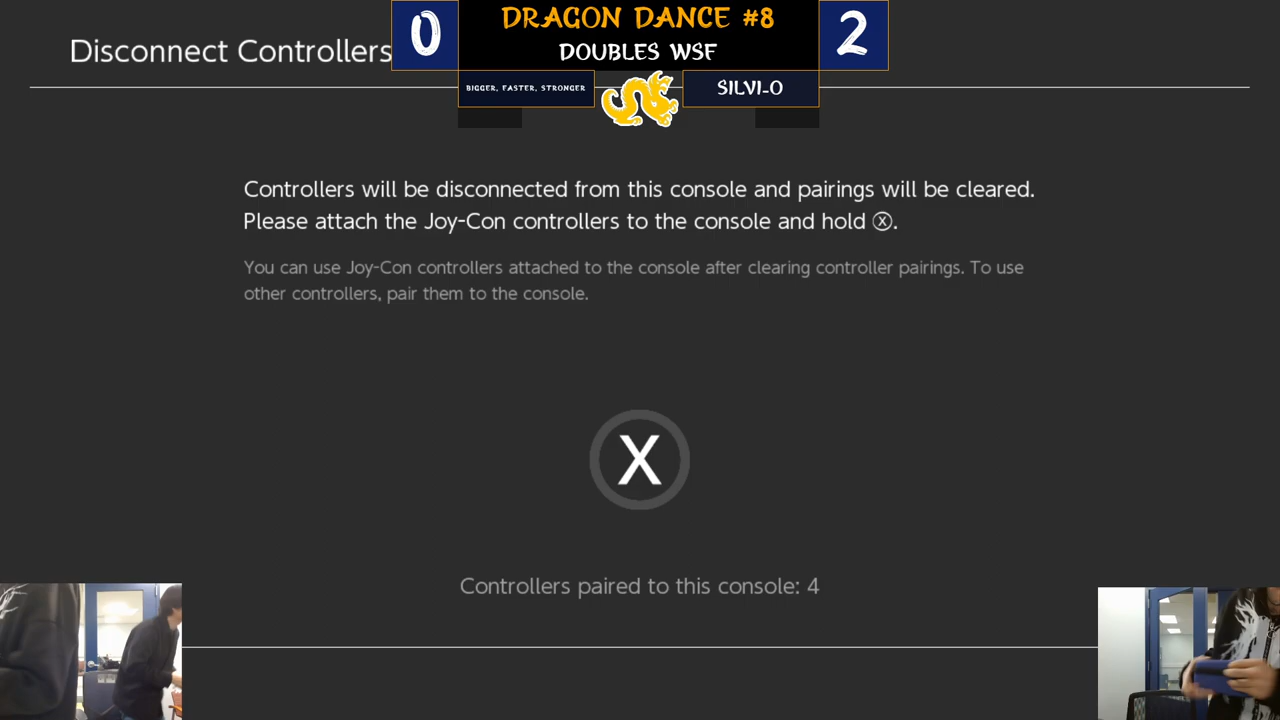 0
DRAGON DANCE #8
2
DOUBLES WSF
Disconnect Controllers
BIGGER, FASTER, STRONGER
SILVI-O
Controllers will be disconnected from this console and pairings will be cleared.
Please attach the Joy-Con controllers to the console and hold Ⓧ.
You can use Joy-Con controllers attached to the console after clearing controller pairings. To use
other controllers, pair them to the console.
X
Controllers paired to this console: 4